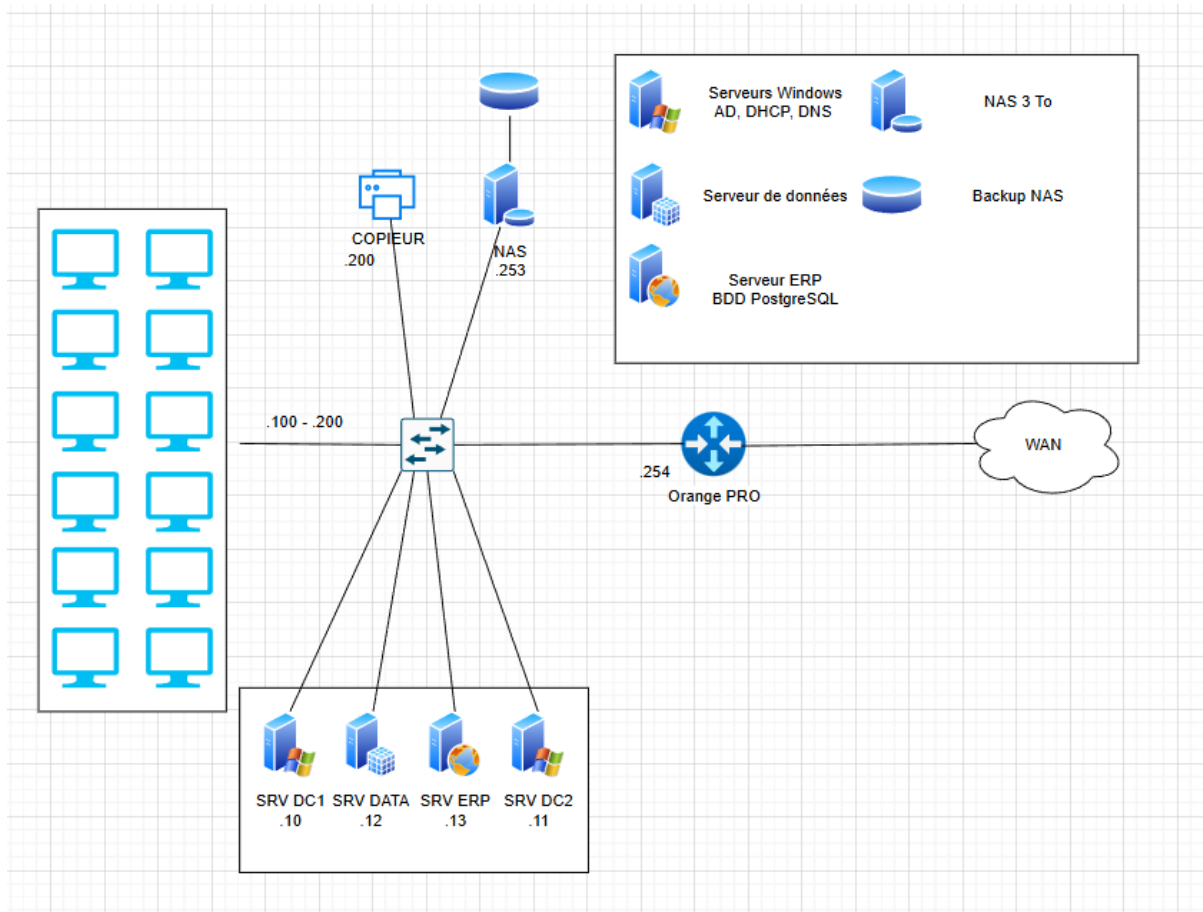 Serveurs Windows
AD, DHCP, DNS
NAS 3 To
Serveur de données
Backup NAS
Serveur ERP
BDD PostgreSQL
COPIEUR
.200
NAS
.253
.100 - .200
.254
Orange PRO
WAN
SRV DC1
.10
SRV DATA
.12
SRV ERP
.13
SRV DC2
.11